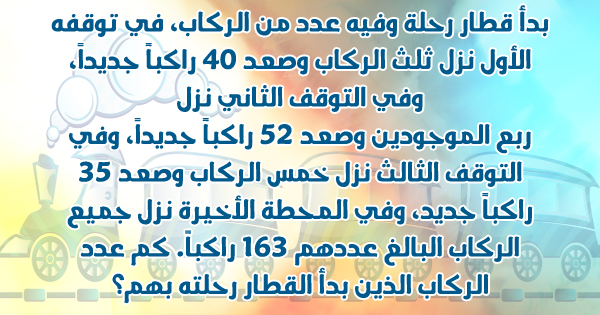 بدأ قطار رحلة وفيه عدد من الركاب، في توقفه
الأول نزل ثلث الركاب وصعد 40 راكباً جديداً،
وفي التوقف الثاني نزل
ربع الموجودين وصعد 52 راكباً جديداً، وفي
التوقف الثالث نزل خمس الركاب وصعد 35
راكباً جديد، وفي المحطة الأخيرة نزل جميع
الركاب البالغ عددهم 163 راكباً. كم عدد
الركاب الذين بدأ القطار رحلته بهم؟